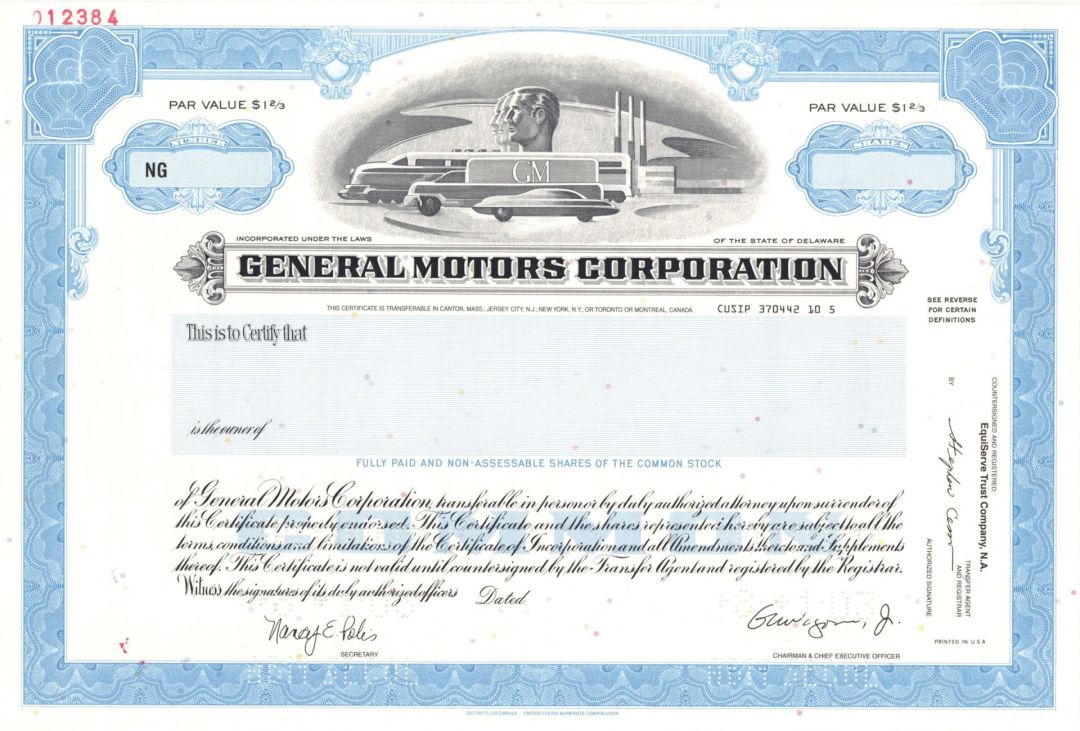 012384
PAR VALUE $1 2/3
PAR VALUE $1 2/3
NUMBER
SHARES
NG
GM
INCORPORATED UNDER THE LAWS
OF THE STATE OF DELAWARE
GENERAL MOTORS CORPORATION
THIS CERTIFICATE IS TRANSFERABLE IN CANTON, MASS.; JERSEY CITY, N.J.; NEW YORK, N.Y.; OR TORONTO OR MONTREAL, CANADA.
CUSIP 370442 10 5
SEE REVERSE
FOR CERTAIN
DEFINITIONS
This is to Certify that
is the owner of
FULLY PAID AND NON-ASSESSABLE SHARES OF THE COMMON STOCK
COMMON
of General Motors Corporation, transferable in person or by duly authorized attorney upon surrender of
this Certificate properly endorsed. This Certificate and the shares represented hereby are subject to all the
terms, conditions and limitations of the Certificate of Incorporation and all Amendments thereto and Supplements
thereof. This Certificate is not valid until countersigned by the Transfer Agent and registered by the Registrar.
Witness the signatures of its duly authorized officers
Dated
Nancy E. Polis
SECRETARY
G. R. Wagoner, Jr.
CHAIRMAN & CHIEF EXECUTIVE OFFICER
COUNTERSIGNED AND REGISTERED:
EquiServe Trust Company, N.A.
TRANSFER AGENT
AND REGISTRAR
BY
AUTHORIZED SIGNATURE
PRINTED IN U S A
SECURITY-COLUMBIAN UNITED STATES BANKNOTE CORPORATION